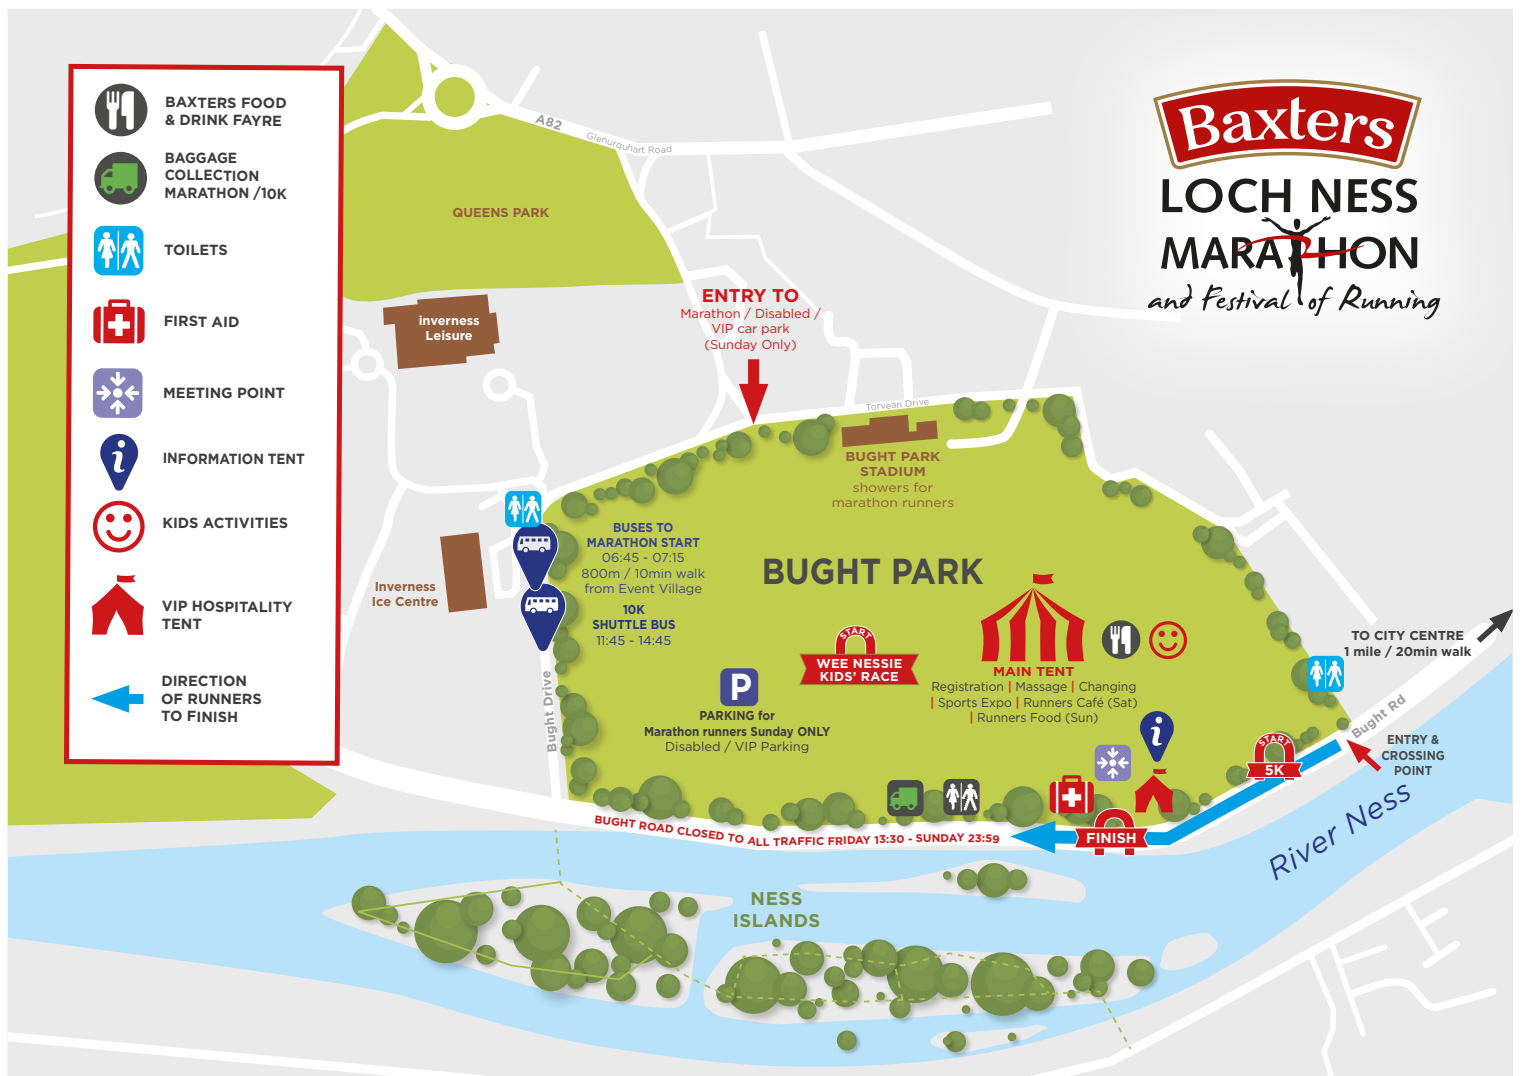 BAXTERS FOOD
& DRINK FAYRE
BAGGAGE
COLLECTION
MARATHON /10K
TOILETS
FIRST AID
MEETING POINT
INFORMATION TENT
KIDS ACTIVITIES
VIP HOSPITALITY
TENT
DIRECTION
OF RUNNERS
TO FINISH
Baxters
LOCH NESS
MARATHON
and Festival of Running
A82
Glenurquhart Road
QUEENS PARK
inverness
Leisure
ENTRY TO
Marathon / Disabled /
VIP car park
(Sunday Only)
Torvean Drive
BUGHT PARK
STADIUM
showers for
marathon runners
BUSES TO
MARATHON START
06:45 - 07:15
800m / 10min walk
from Event Village
10K
SHUTTLE BUS
11:45 - 14:45
Inverness
Ice Centre
Bught Drive
BUGHT PARK
START
WEE NESSIE
KIDS' RACE
P
PARKING for
Marathon runners Sunday ONLY
Disabled / VIP Parking
MAIN TENT
Registration | Massage | Changing
| Sports Expo | Runners Café (Sat)
| Runners Food (Sun)
i
i
TO CITY CENTRE
1 mile / 20min walk
Bught Rd
ENTRY &
CROSSING
POINT
START
5K
FINISH
BUGHT ROAD CLOSED TO ALL TRAFFIC FRIDAY 13:30 - SUNDAY 23:59
River Ness
NESS
ISLANDS